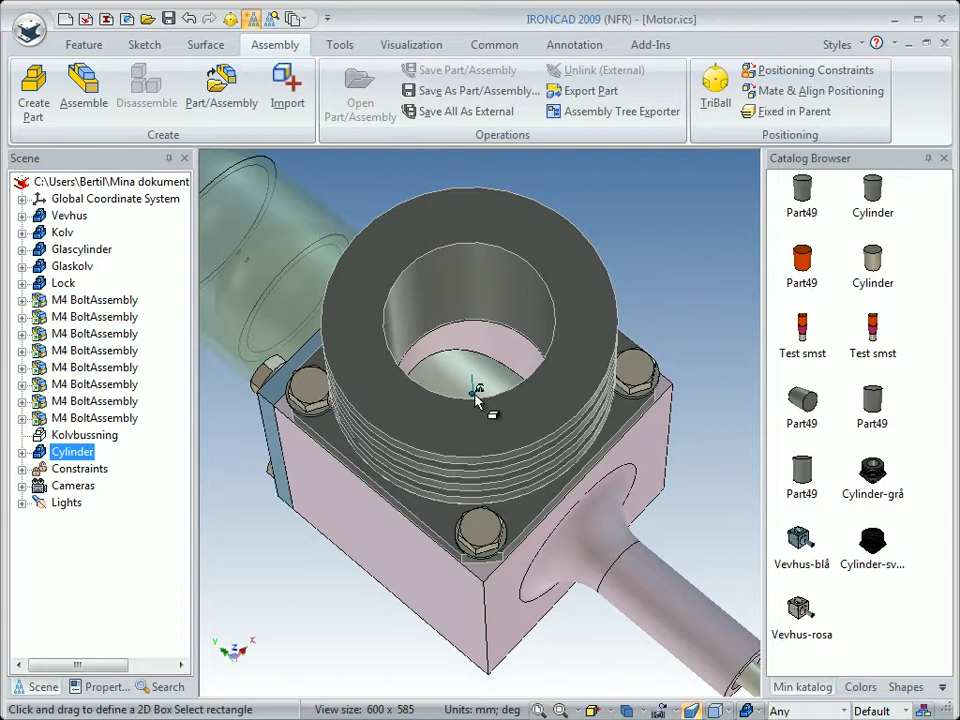 IRONCAD 2009 (NFR) - [Motor.ics]
Feature Sketch Surface Assembly Tools Visualization Common Annotation Add-Ins Styles
Create Part
Assemble
Disassemble
Part/Assembly
Import
Create
Open Part/Assembly
Save Part/Assembly
Save As Part/Assembly...
Save All As External
Unlink (External)
Export Part
Assembly Tree Exporter
Operations
TriBall
Positioning Constraints
Mate & Align Positioning
Fixed in Parent
Positioning
Scene
C:\Users\Bertil\Mina dokument
Global Coordinate System
Vevhus
Kolv
Glascylinder
Glaskolv
Lock
M4 BoltAssembly
M4 BoltAssembly
M4 BoltAssembly
M4 BoltAssembly
M4 BoltAssembly
M4 BoltAssembly
M4 BoltAssembly
M4 BoltAssembly
Kolvbussning
Cylinder
Constraints
Cameras
Lights
Scene Propert... Search
Y Z X
Catalog Browser
Part49 Cylinder
Part49 Cylinder
Test smst Test smst
Part49 Part49
Part49 Cylinder-grå
Vevhus-blå Cylinder-sv...
Vevhus-rosa
Min katalog Colors Shapes
Click and drag to define a 2D Box Select rectangle View size: 600 x 585 Units: mm; deg Any Default